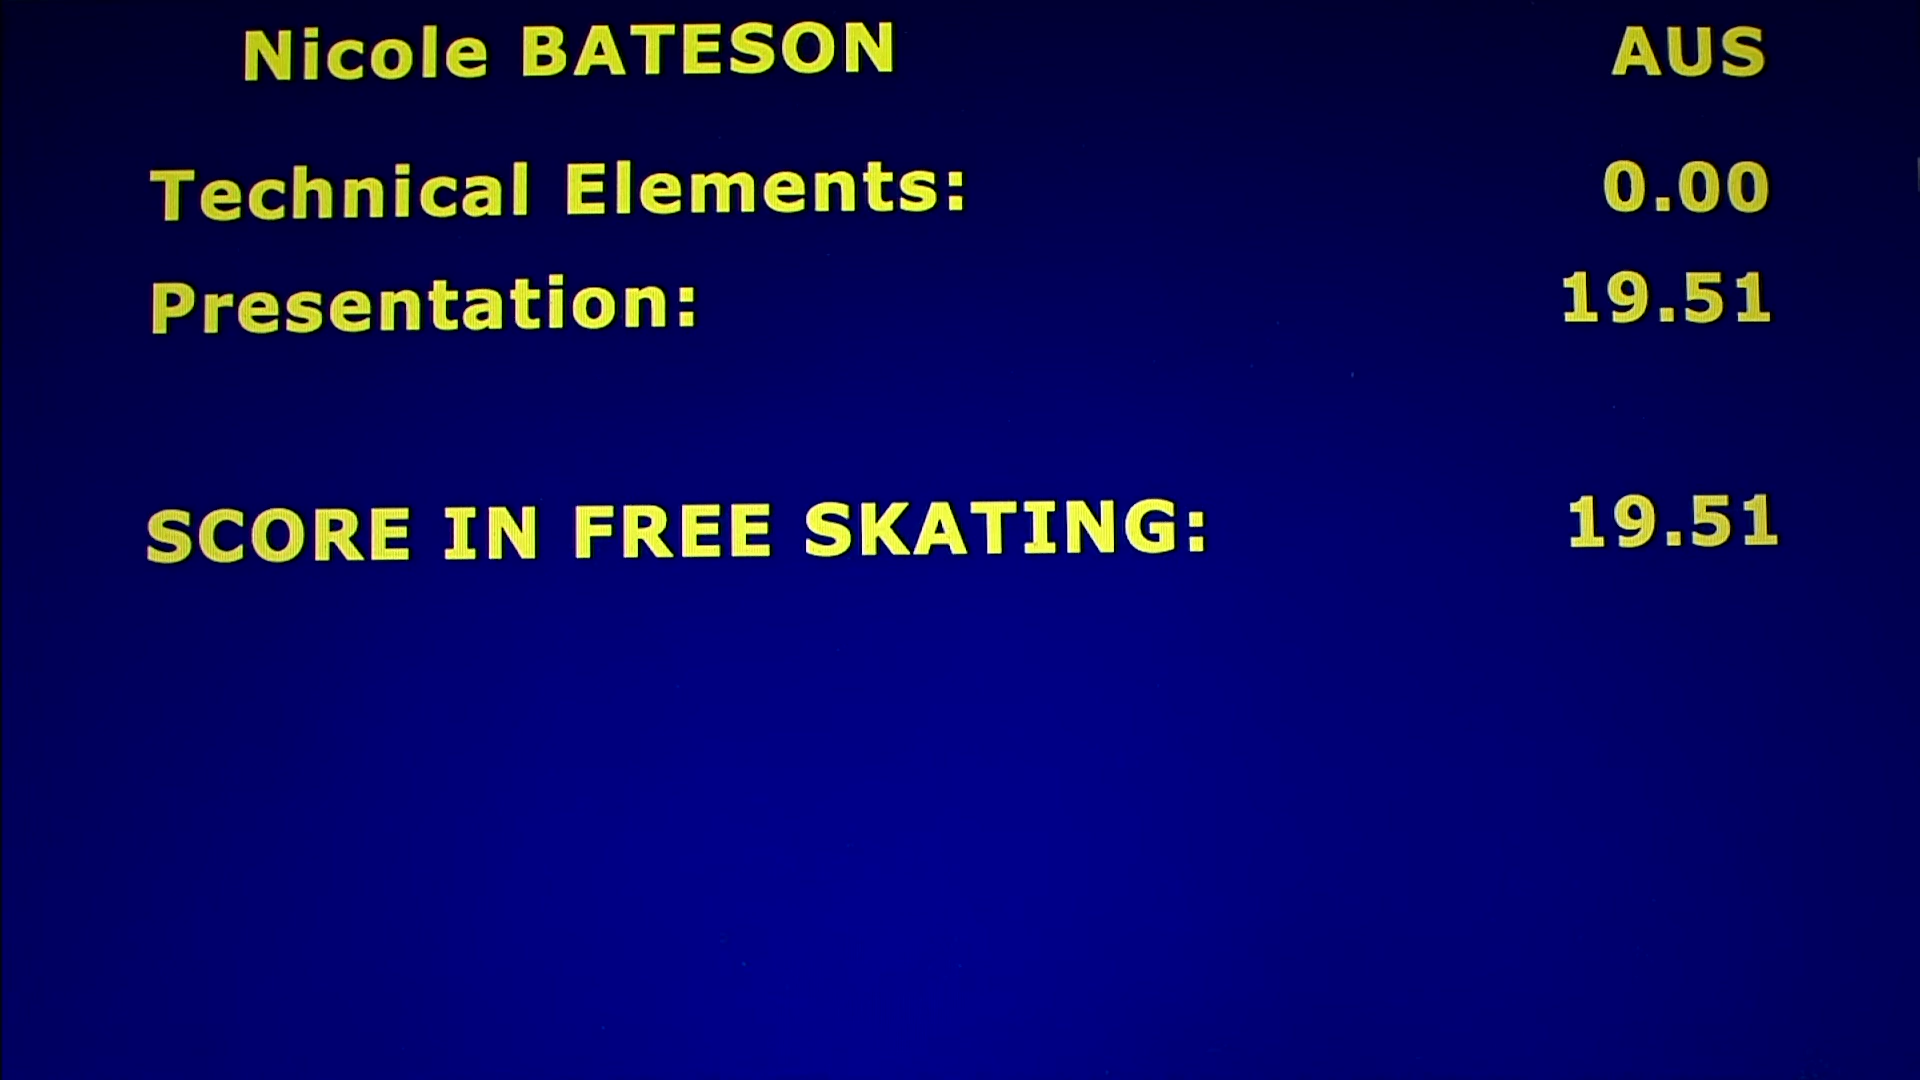 Nicole BATESON AUS
Technical Elements: 0.00
Presentation: 19.51
SCORE IN FREE SKATING: 19.51